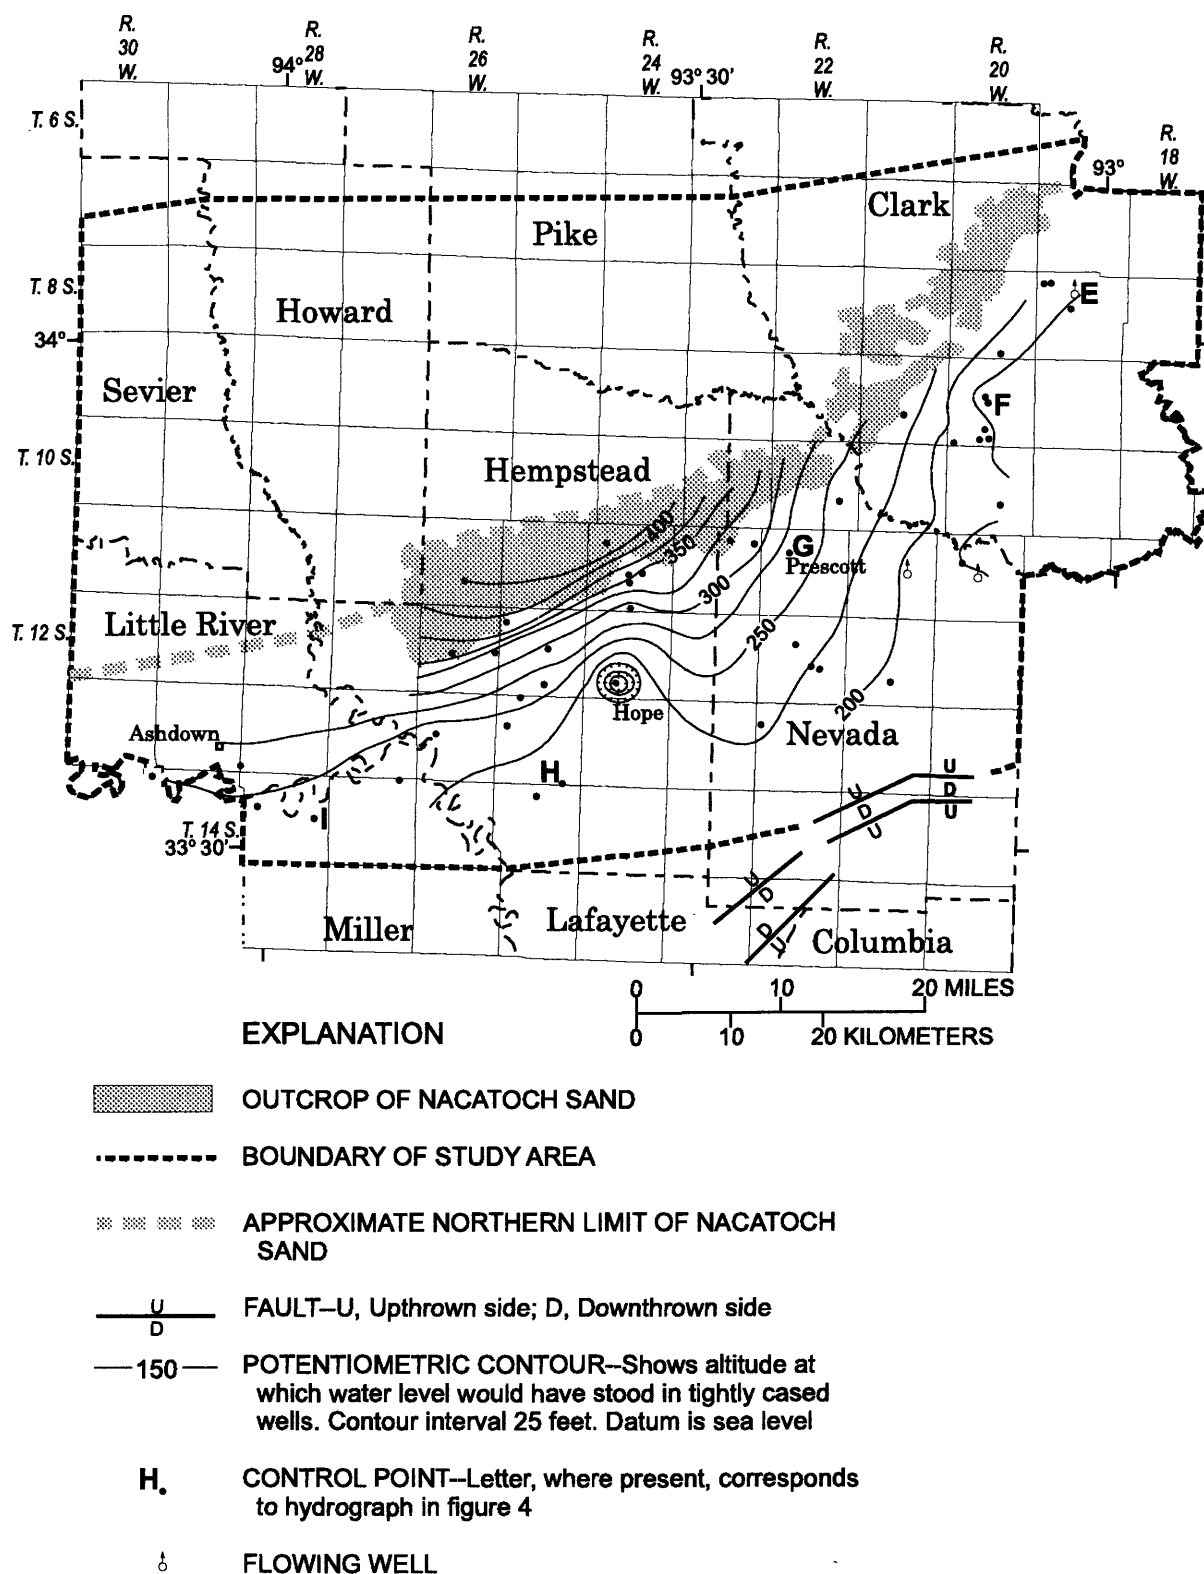 R. 30 W.
R. 28 W.
R. 26 W.
R. 24 W.
R. 22 W.
R. 20 W.
R. 18 W.
94°
93° 30'
93°
T. 6 S.
T. 8 S.
34°
T. 10 S.
T. 12 S.
T. 14 S.
33° 30'
Clark
Pike
Howard
Sevier
Hempstead
Little River
Nevada
Miller
Lafayette
Columbia
E
F
G
Prescott
400
350
300
250
200
Hope
Ashdown
H
I
U
D
U
U
D
U
U
D
D
U
0 10 20 MILES
0 10 20 KILOMETERS
EXPLANATION
OUTCROP OF NACATOCH SAND
BOUNDARY OF STUDY AREA
APPROXIMATE NORTHERN LIMIT OF NACATOCH
SAND
U
D
FAULT--U, Upthrown side; D, Downthrown side
150
POTENTIOMETRIC CONTOUR--Shows altitude at
which water level would have stood in tightly cased
wells. Contour interval 25 feet. Datum is sea level
H
CONTROL POINT--Letter, where present, corresponds
to hydrograph in figure 4
FLOWING WELL